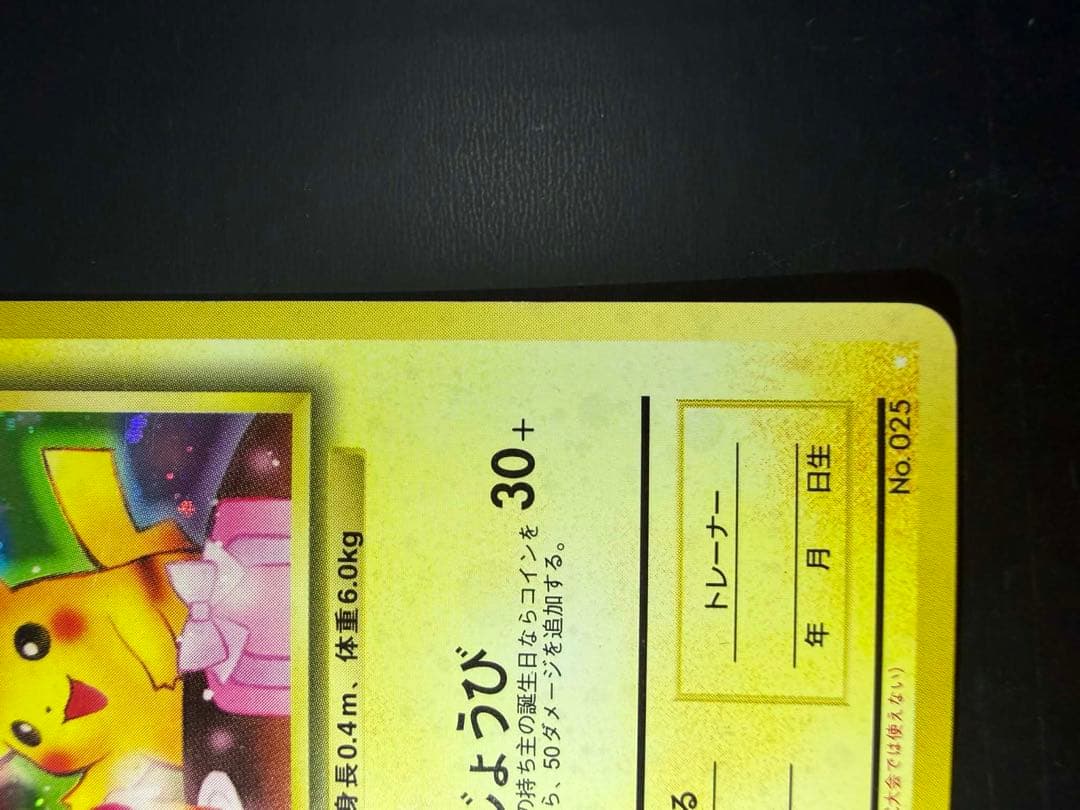 身長0.4m、体重6.0kg
じょうび 30+
の持ち主の誕生日ならコインを
ら、50ダメージを追加する。
る
トレーナー
年 月 日生
大会では使えない)
No. 025